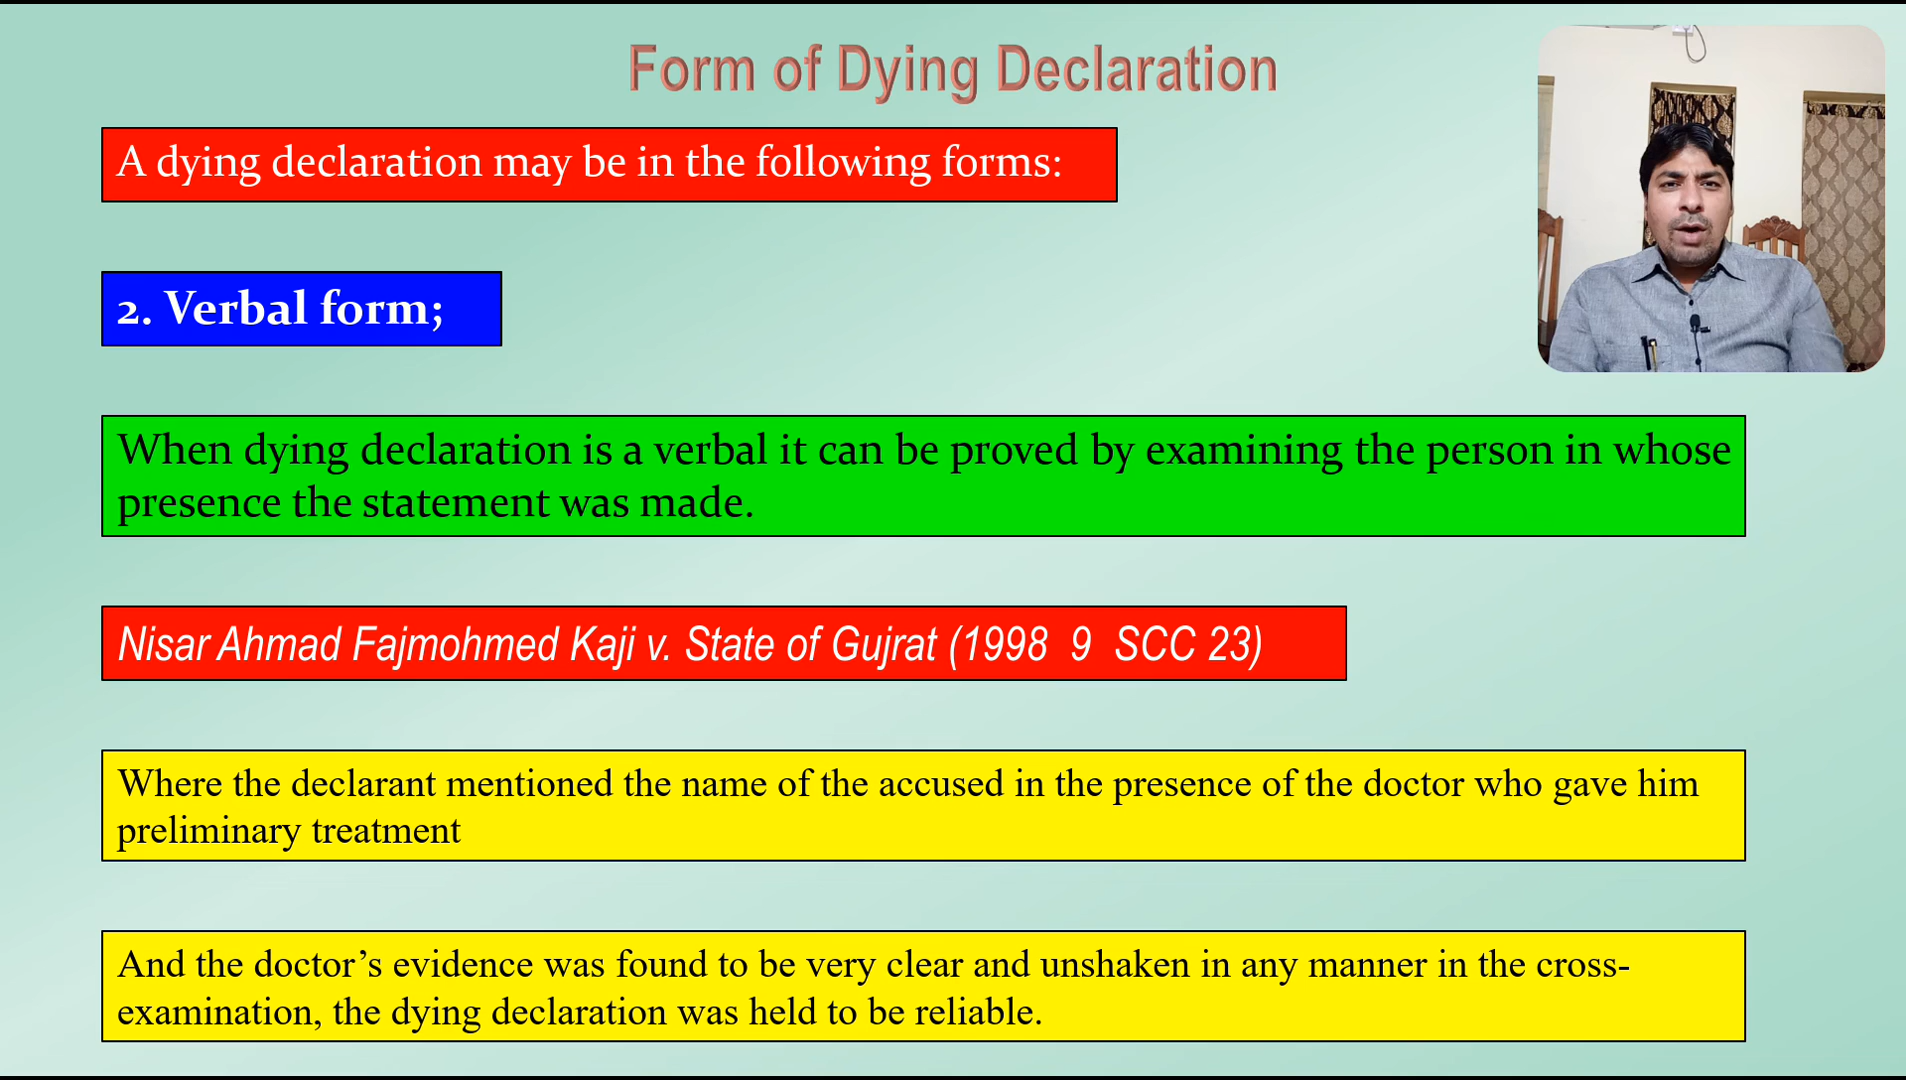 Form of Dying Declaration
A dying declaration may be in the following forms:
2. Verbal form;
When dying declaration is a verbal it can be proved by examining the person in whose
presence the statement was made.
Nisar Ahmad Fajmohmed Kaji v. State of Gujrat (1998 9 SCC 23)
Where the declarant mentioned the name of the accused in the presence of the doctor who gave him
preliminary treatment
And the doctor’s evidence was found to be very clear and unshaken in any manner in the cross-
examination, the dying declaration was held to be reliable.